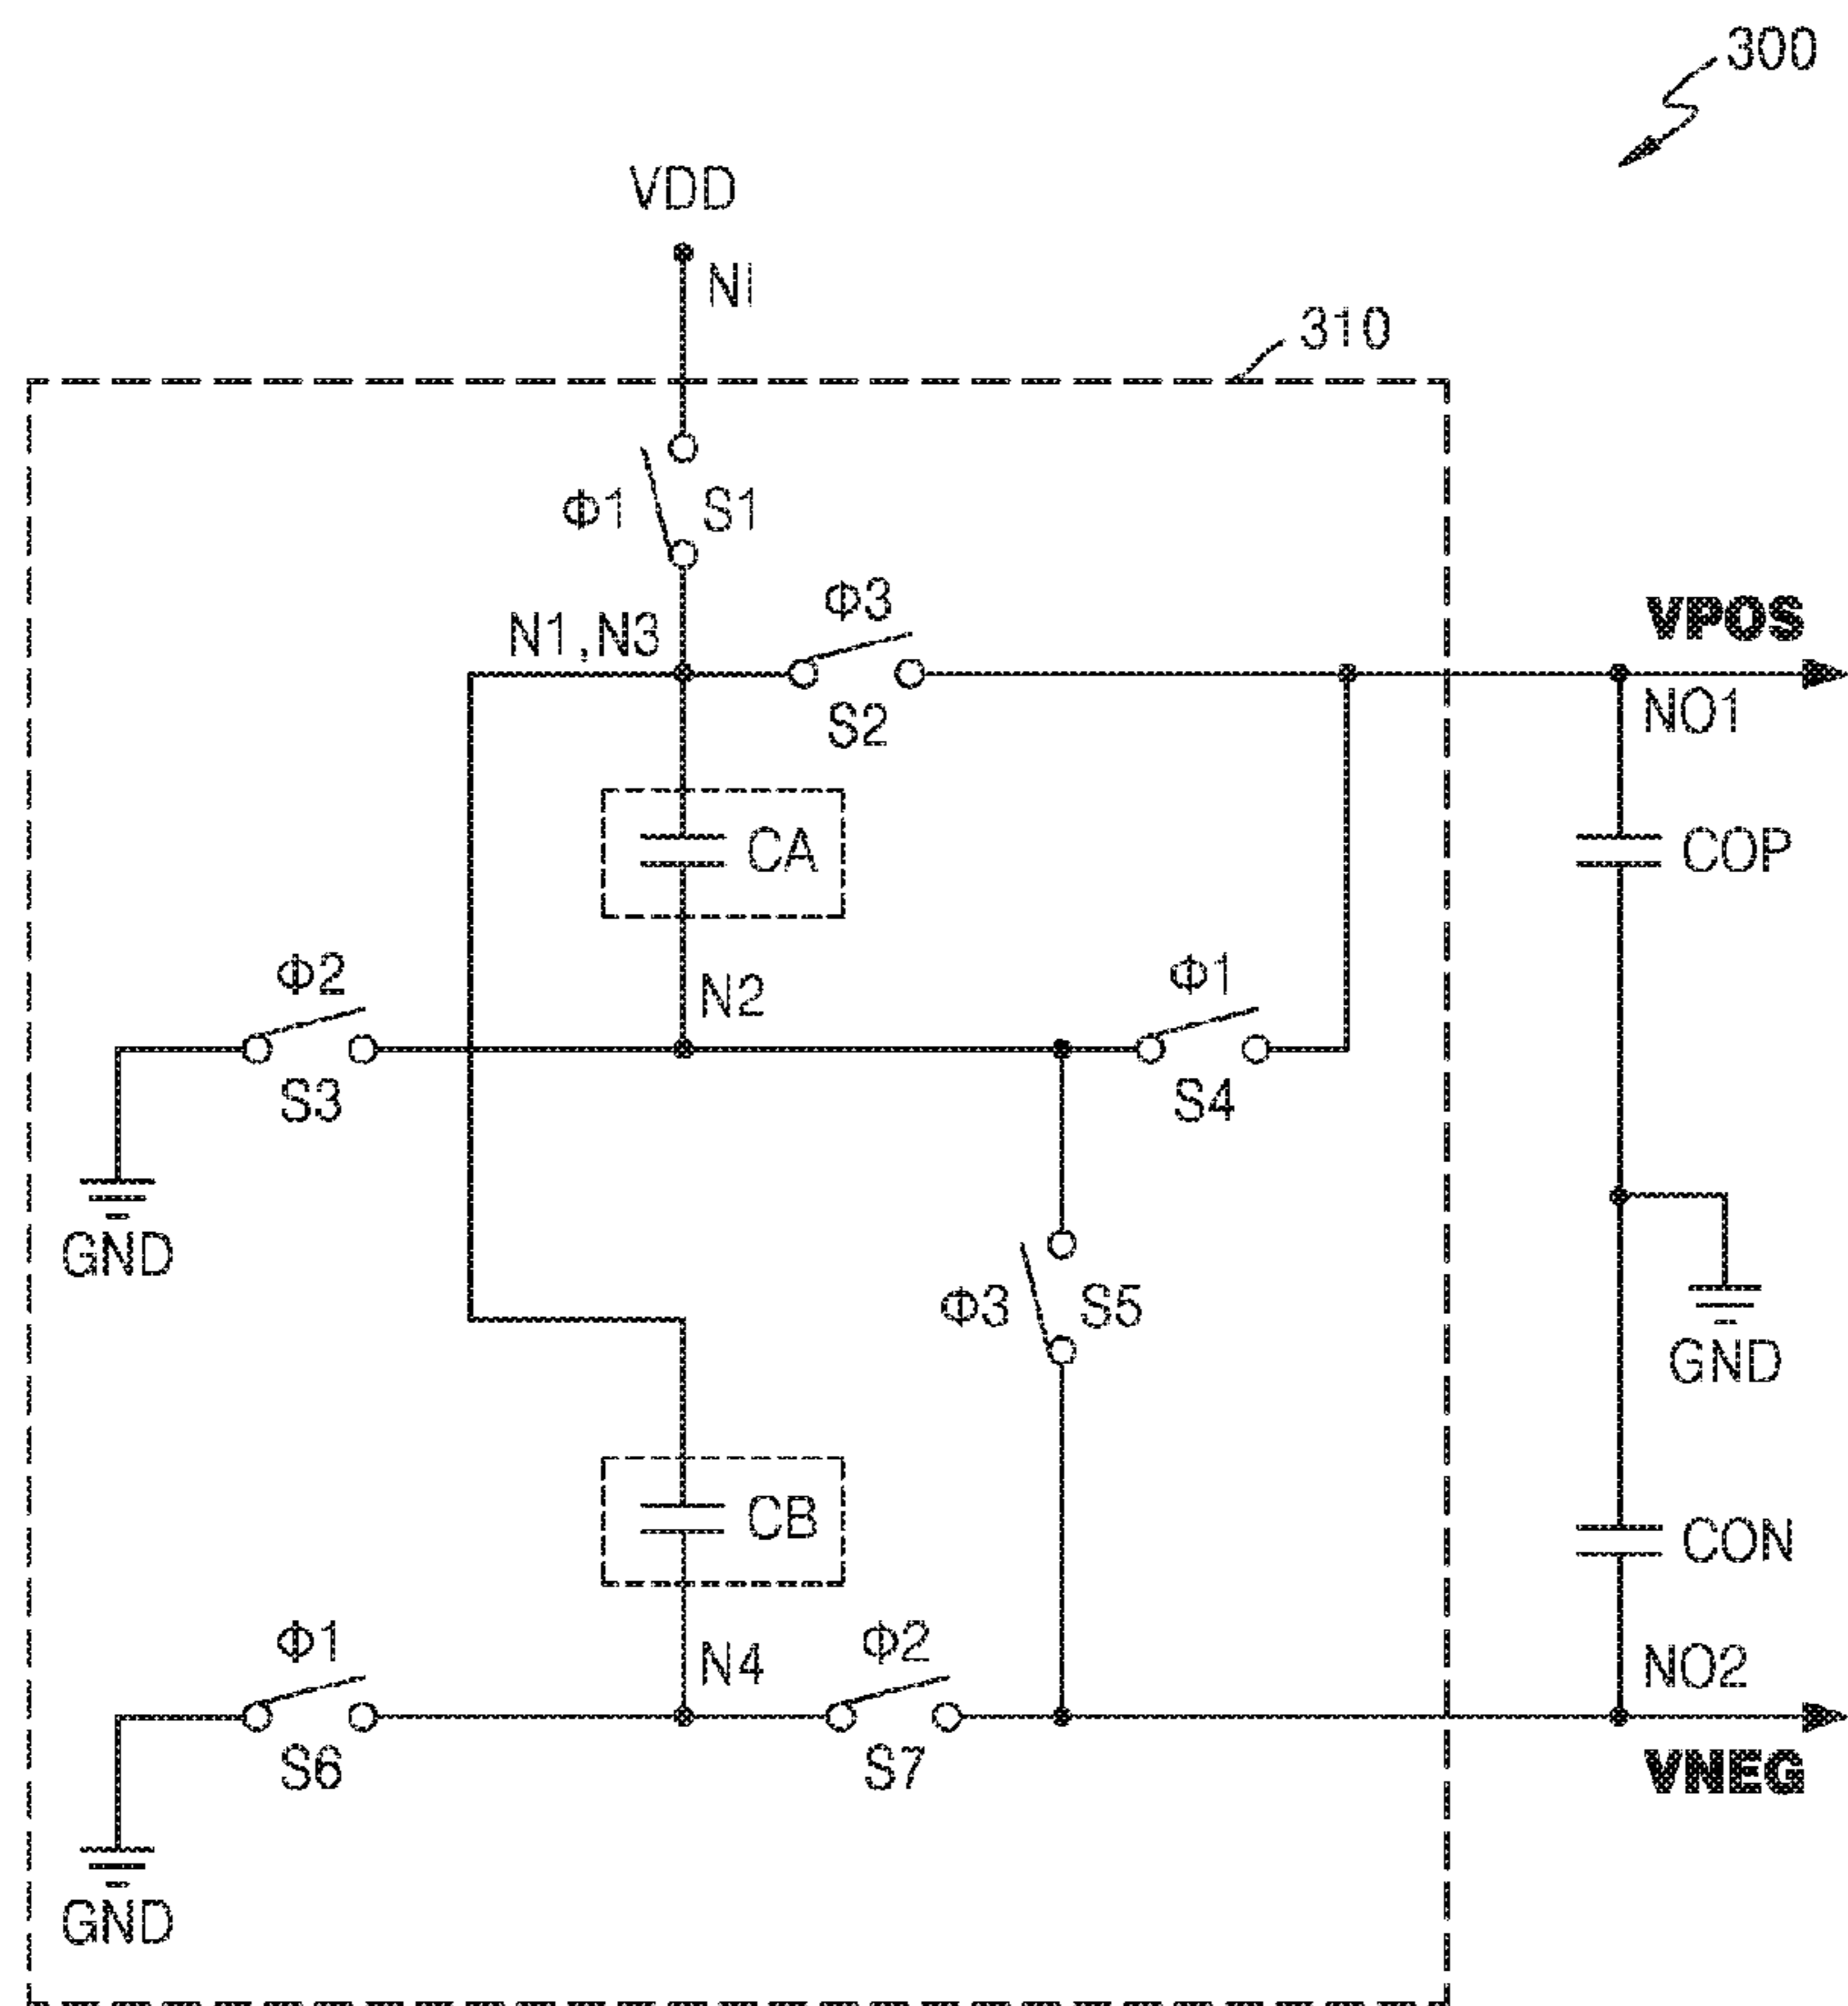 300
VDD
NI
310
Φ1
S1
Φ3
N1,N3
VPOS
S2
NO1
CA
COP
Φ2
N2
Φ1
S3
S4
GND
Φ3
S5
GND
CB
CON
Φ1
N4
Φ2
NO2
S6
S7
VNEG
GND